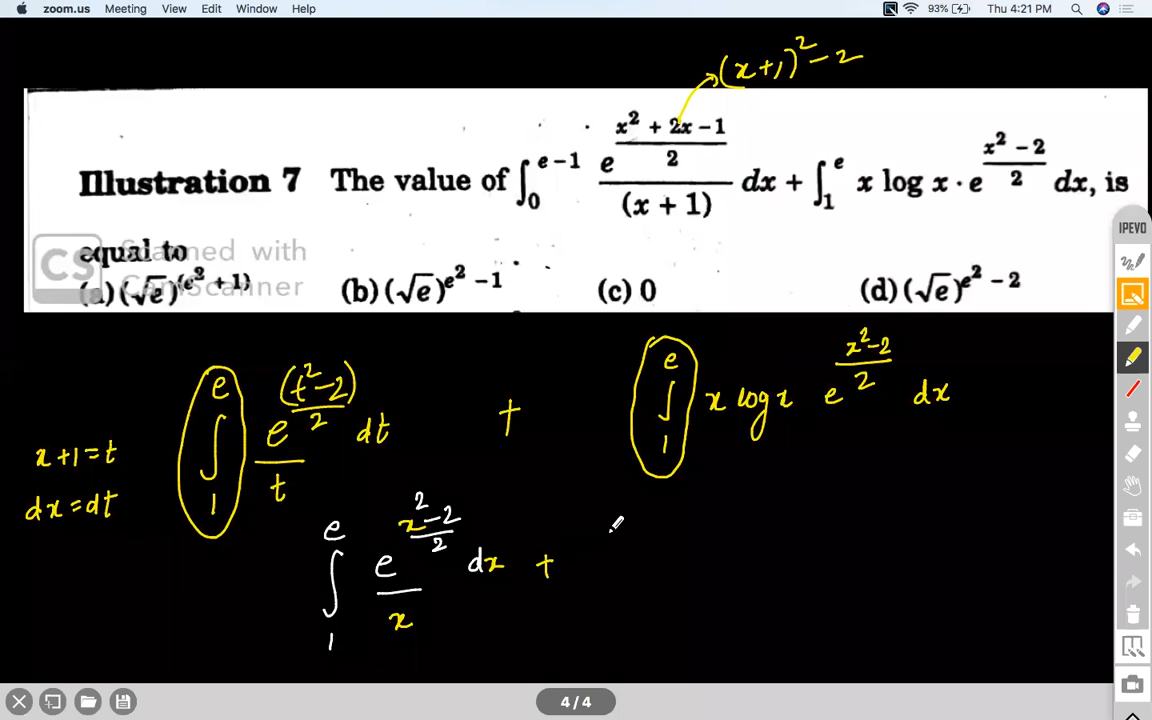 zoom.us Meeting View Edit Window Help 93% Thu 4:21 PM
(x+1)² – 2
Illustration 7 The value of ∫₀^(e–1) e^((x² + 2x – 1)/2)/(x + 1) dx + ∫₁^e x log x · e^((x² – 2)/2) dx, is
equal to
Scanned with
CS CamScanner
(a) (√e)^(e² + 1) (b) (√e)^(e² – 1) (c) 0 (d) (√e)^(e² – 2)
IPEVO
x+1=t
dx=dt
∫₁^e e^((t²–2)/2)/t dt + ∫₁^e x log x e^((x²–2)/2) dx
∫₁^e e^((x²–2)/2)/x dx +
4/4